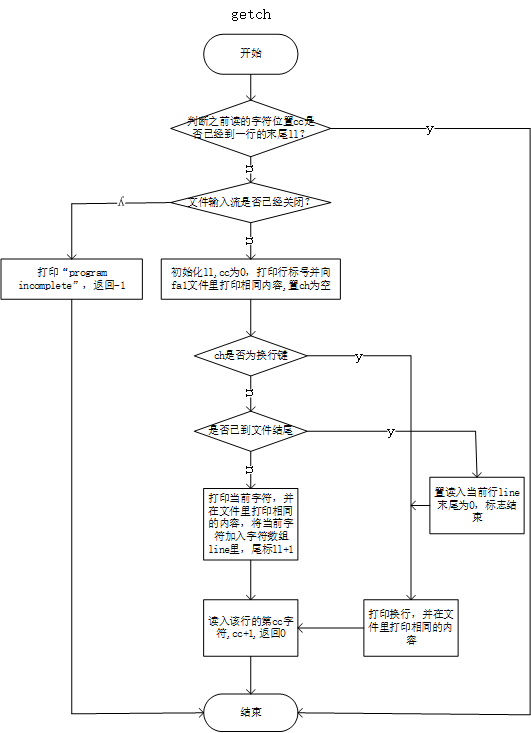 getch
开始
判断之前读的字符位置cc是
否已经到一行的末尾ll?
y
n
文件输入流是否已经关闭?
y
n
打印“program
incomplete”, 返回-1
初始化ll,cc为0, 打印行标号并向
fa1文件里打印相同内容,置ch为空
ch是否为换行键
y
n
是否已到文件结尾
y
n
打印当前字符, 并
在文件里打印相同
的内容, 将当前字
符加入字符数组
line里, 尾标ll+1
置读入当前行line
末尾为0, 标志结
束
读入该行的第cc字
符,cc+1,返回0
打印换行, 并在文
件里打印相同的内
容
结束